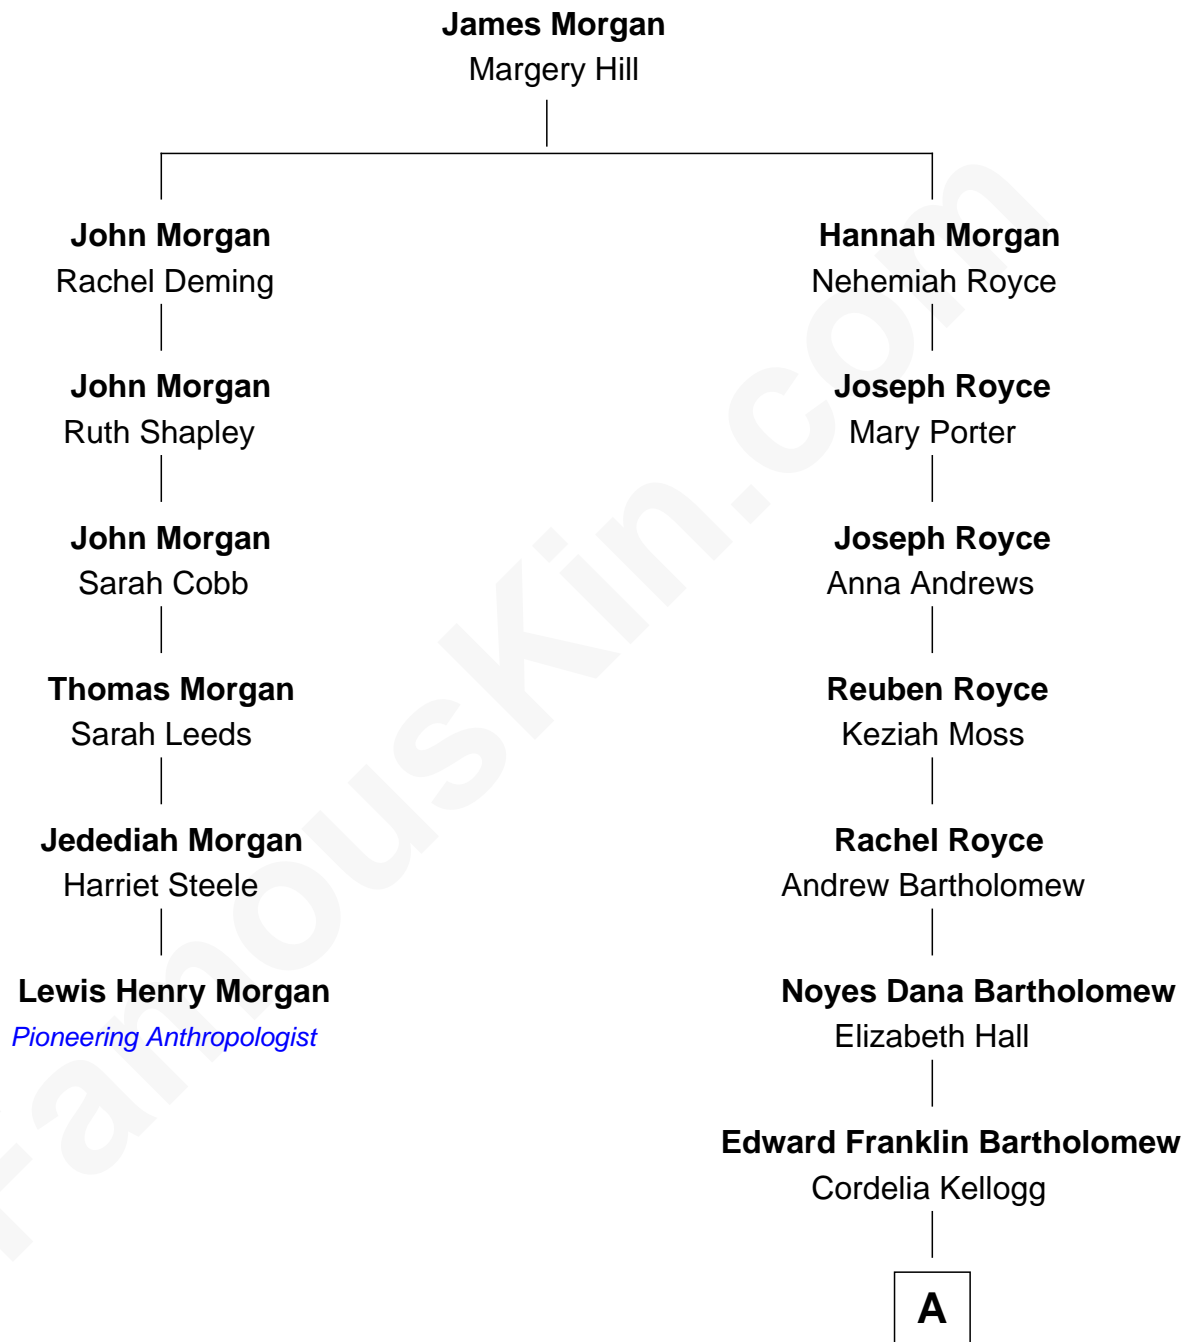 James Morgan
Margery Hill
John Morgan
Rachel Deming
John Morgan
Ruth Shapley
John Morgan
Sarah Cobb
Thomas Morgan
Sarah Leeds
Jedediah Morgan
Harriet Steele
Lewis Henry Morgan
Pioneering Anthropologist
Hannah Morgan
Nehemiah Royce
Joseph Royce
Mary Porter
Joseph Royce
Anna Andrews
Reuben Royce
Keziah Moss
Rachel Royce
Andrew Bartholomew
Noyes Dana Bartholomew
Elizabeth Hall
Edward Franklin Bartholomew
Cordelia Kellogg
A
FamousKin.com